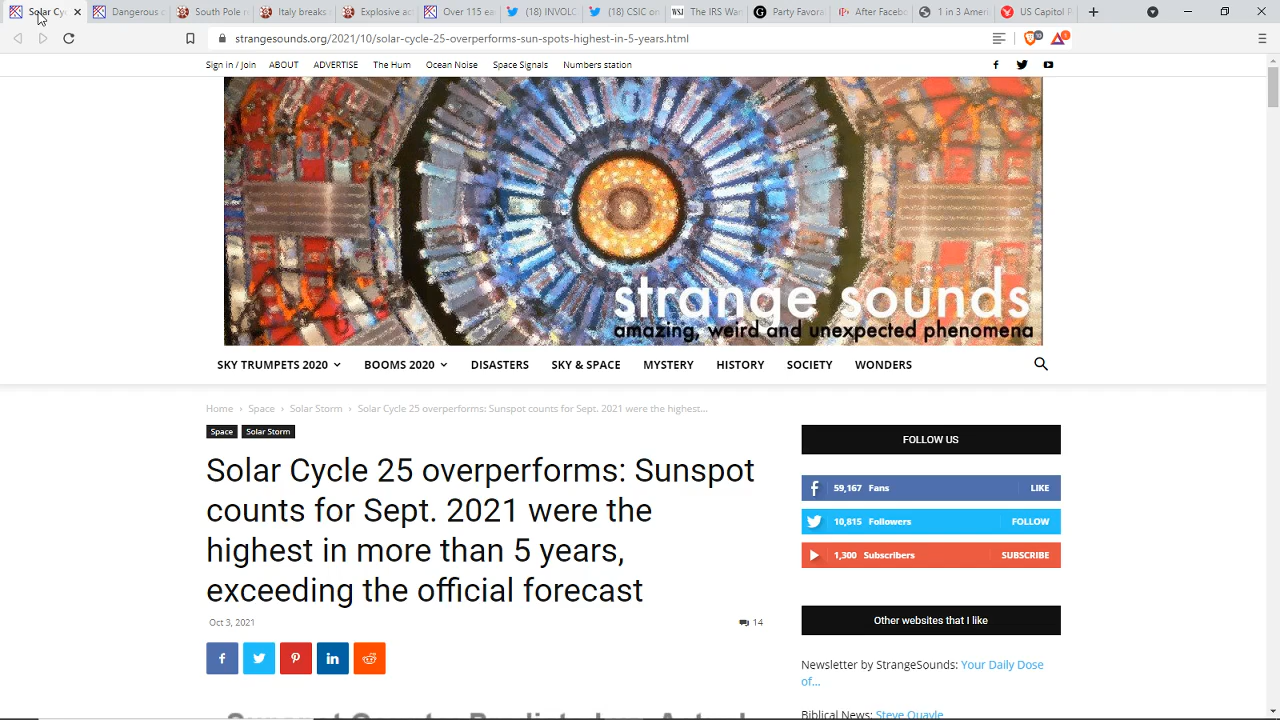 Solar Cyc
Dangerous c
South Pole r
Italy breaks
Explosive ac
Over 115 ea
(18) INVOLC
(18) CSIC on
WSJ
The IRS Wan
G
Party Favora
After Faceb
1 in 3 Ameri
US Capitol P
strangesounds.org/2021/10/solar-cycle-25-overperforms-sun-spots-highest-in-5-years.html
Sign in / Join ABOUT ADVERTISE The Hum Ocean Noise Space Signals Numbers station
strange sounds
amazing, weird and unexpected phenomena
SKY TRUMPETS 2020 BOOMS 2020 DISASTERS SKY & SPACE MYSTERY HISTORY SOCIETY WONDERS
Home › Space › Solar Storm › Solar Cycle 25 overperforms: Sunspot counts for Sept. 2021 were the highest...
Space Solar Storm
Solar Cycle 25 overperforms: Sunspot
counts for Sept. 2021 were the
highest in more than 5 years,
exceeding the official forecast
Oct 3, 2021
14
FOLLOW US
59,167 Fans LIKE
10,815 Followers FOLLOW
1,300 Subscribers SUBSCRIBE
Other websites that I like
Newsletter by StrangeSounds: Your Daily Dose
of...
Biblical News: Steve Quayle